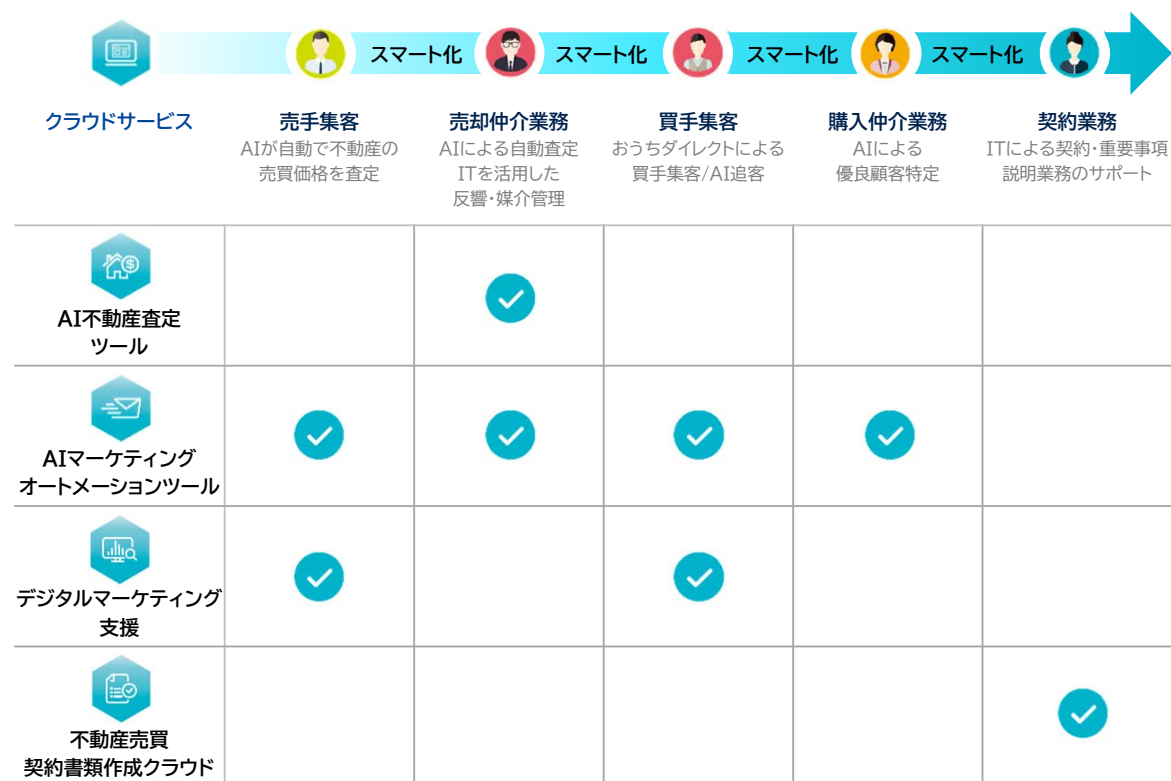 スマート化 スマート化 スマート化 スマート化
クラウドサービス 売手集客 売却仲介業務 買手集客 購入仲介業務 契約業務
AIが自動で不動産の
売買価格を査定
AIによる自動査定
ITを活用した
反響・媒介管理
おうちダイレクトによる
買手集客/AI追客
AIによる
優良顧客特定
ITによる契約・重要事項
説明業務のサポート
AI不動産査定
ツール
AIマーケティング
オートメーションツール
デジタルマーケティング
支援
不動産売買
契約書類作成クラウド